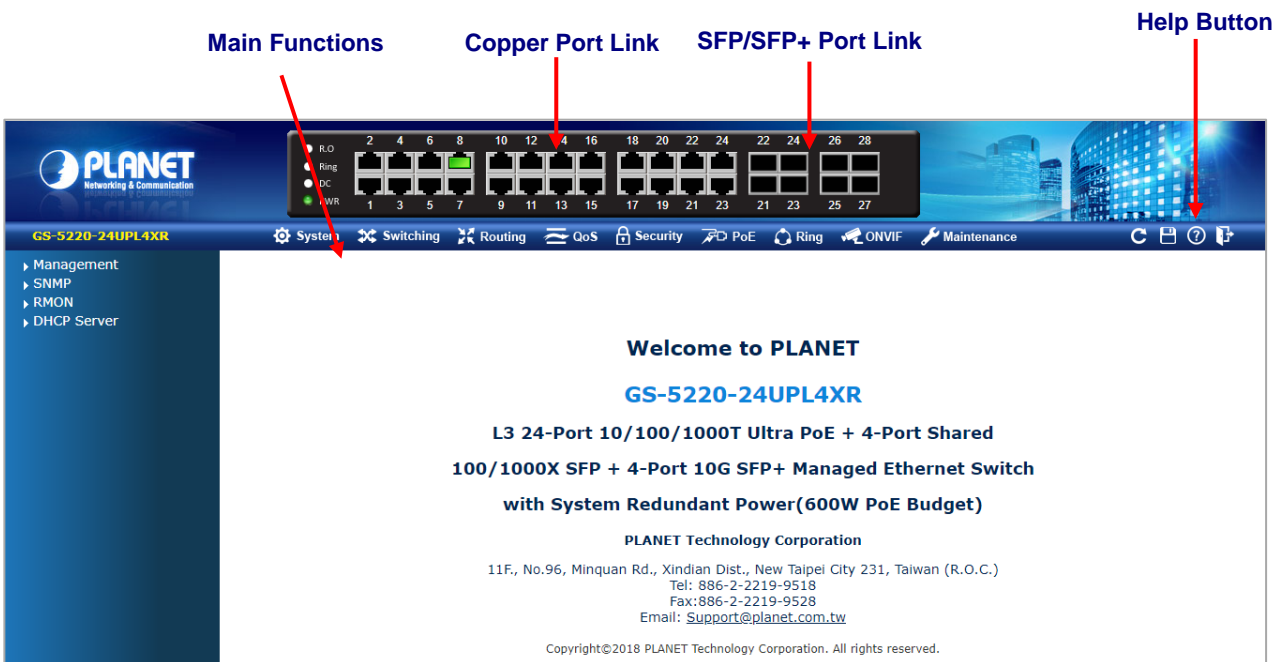 Main Functions
Copper Port Link
SFP/SFP+ Port Link
Help Button
PLANET
Networking & Communication
R.O
Ring
DC
PWR
2 4 6 8 10 12 14 16 18 20 22 24 22 24 26 28
1 3 5 7 9 11 13 15 17 19 21 23 21 23 25 27
GS-5220-24UPL4XR
System Switching Routing QoS Security PoE Ring ONVIF Maintenance
Management
SNMP
RMON
DHCP Server
Welcome to PLANET
GS-5220-24UPL4XR
L3 24-Port 10/100/1000T Ultra PoE + 4-Port Shared
100/1000X SFP + 4-Port 10G SFP+ Managed Ethernet Switch
with System Redundant Power(600W PoE Budget)
PLANET Technology Corporation
11F., No.96, Minquan Rd., Xindian Dist., New Taipei City 231, Taiwan (R.O.C.)
Tel: 886-2-2219-9518
Fax:886-2-2219-9528
Email: Support@planet.com.tw
Copyright©2018 PLANET Technology Corporation. All rights reserved.